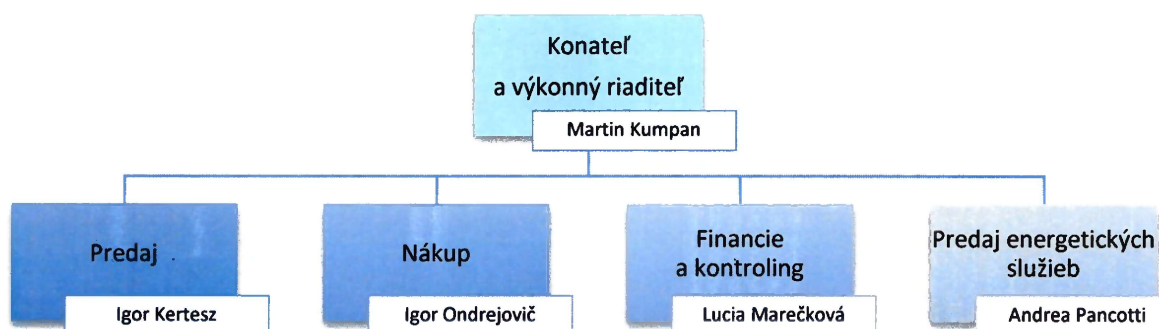 Konateľ
a výkonný riaditeľ
Martin Kumpan
Predaj
Igor Kertesz
Nákup
Igor Ondrejovič
Financie
a kontroling
Lucia Marečková
Predaj energetických
služieb
Andrea Pancotti